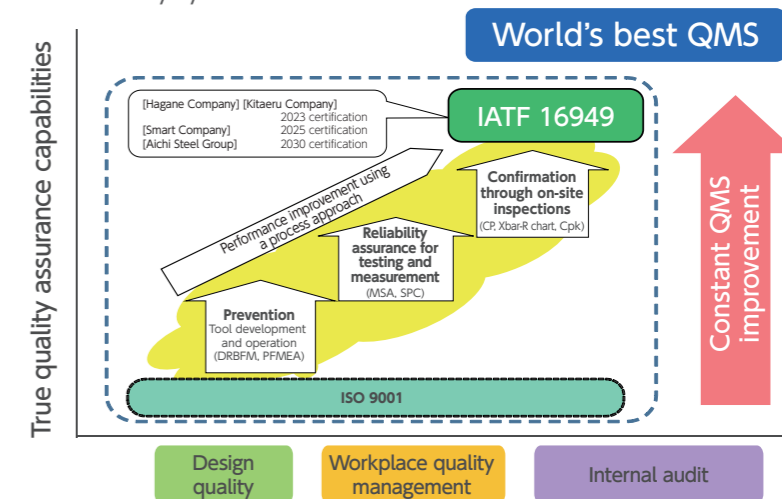 World's best QMS
True quality assurance capabilities
[Hagane Company] [Kitaeru Company]
2023 certification
[Smart Company] 2025 certification
[Aichi Steel Group] 2030 certification
IATF 16949
Performance improvement using
a process approach
Confirmation
through on-site
inspections
(CP, Xbar-R chart, Cpk)
Reliability
assurance for
testing and
measurement
(MSA, SPC)
Prevention
Tool development
and operation
(DRBFM, PFMEA)
Constant QMS
improvement
ISO 9001
Design
quality
Workplace quality
management
Internal audit